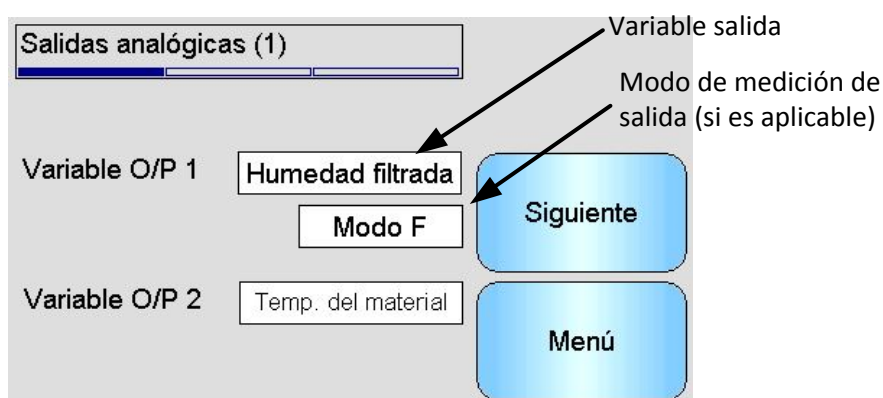 Salidas analógicas (1)
Variable salida
Modo de medición de
salida (si es aplicable)
Variable O/P 1
Humedad filtrada
Modo F
Siguiente
Variable O/P 2
Temp. del material
Menú